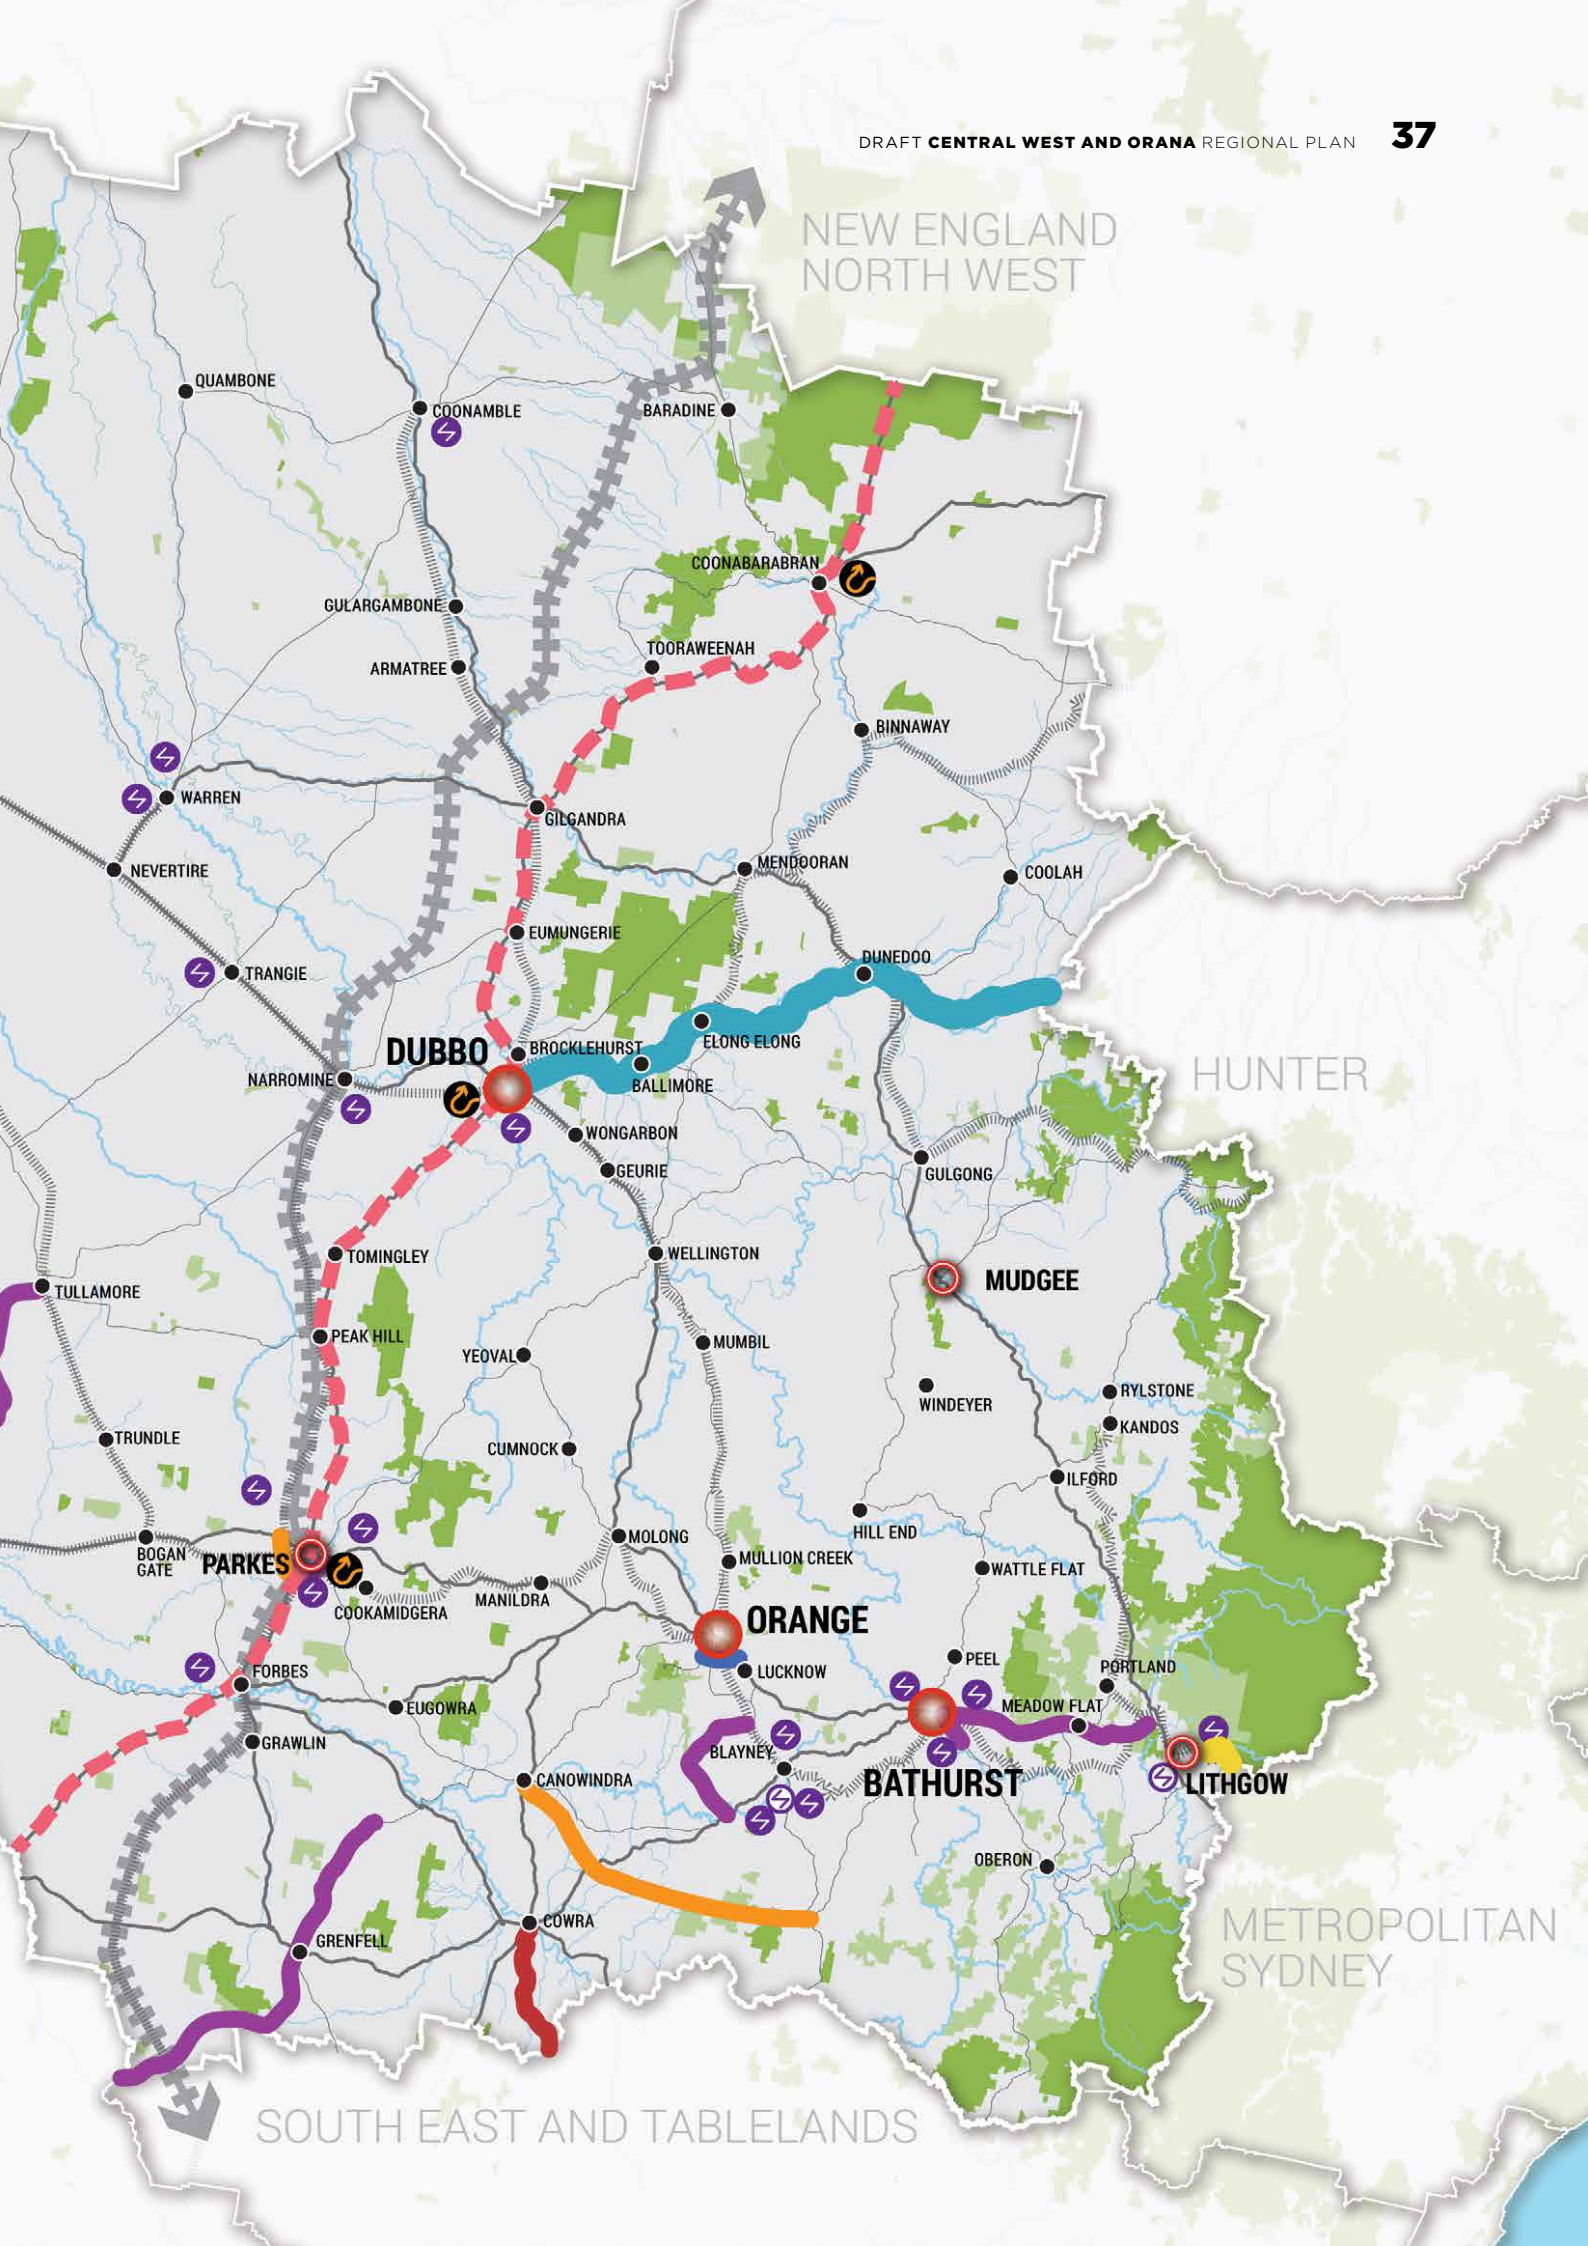 DRAFT CENTRAL WEST AND ORANA REGIONAL PLAN 37
NEW ENGLAND
NORTH WEST
QUAMBONE
COONAMBLE
BARADINE
COONABARABRAN
GULARGAMBONE
TOORAWEENAH
ARMATREE
BINNAWAY
WARREN
GILGANDRA
MENDOORAN
NEVERTIRE
COOLAH
EUMUNGERIE
DUNEDOO
TRANGIE
ELONG ELONG
BROCKLEHURST
DUBBO
HUNTER
NARROMINE
BALLIMORE
WONGARBON
GEURIE
GULGONG
TOMINGLEY
WELLINGTON
MUDGEE
TULLAMORE
PEAK HILL
MUMBIL
YEOVAL
RYLSTONE
WINDEYER
KANDOS
TRUNDLE
CUMNOCK
ILFORD
HILL END
MOLONG
BOGAN
GATE
PARKES
MULLION CREEK
WATTLE FLAT
MANILDRA
COOKAMIDGERA
ORANGE
PEEL
PORTLAND
FORBES
LUCKNOW
EUGOWRA
MEADOW FLAT
GRAWLIN
BLAYNEY
CANOWINDRA
BATHURST
LITHGOW
OBERON
COWRA
GRENFELL
METROPOLITAN
SYDNEY
SOUTH EAST AND TABLELANDS